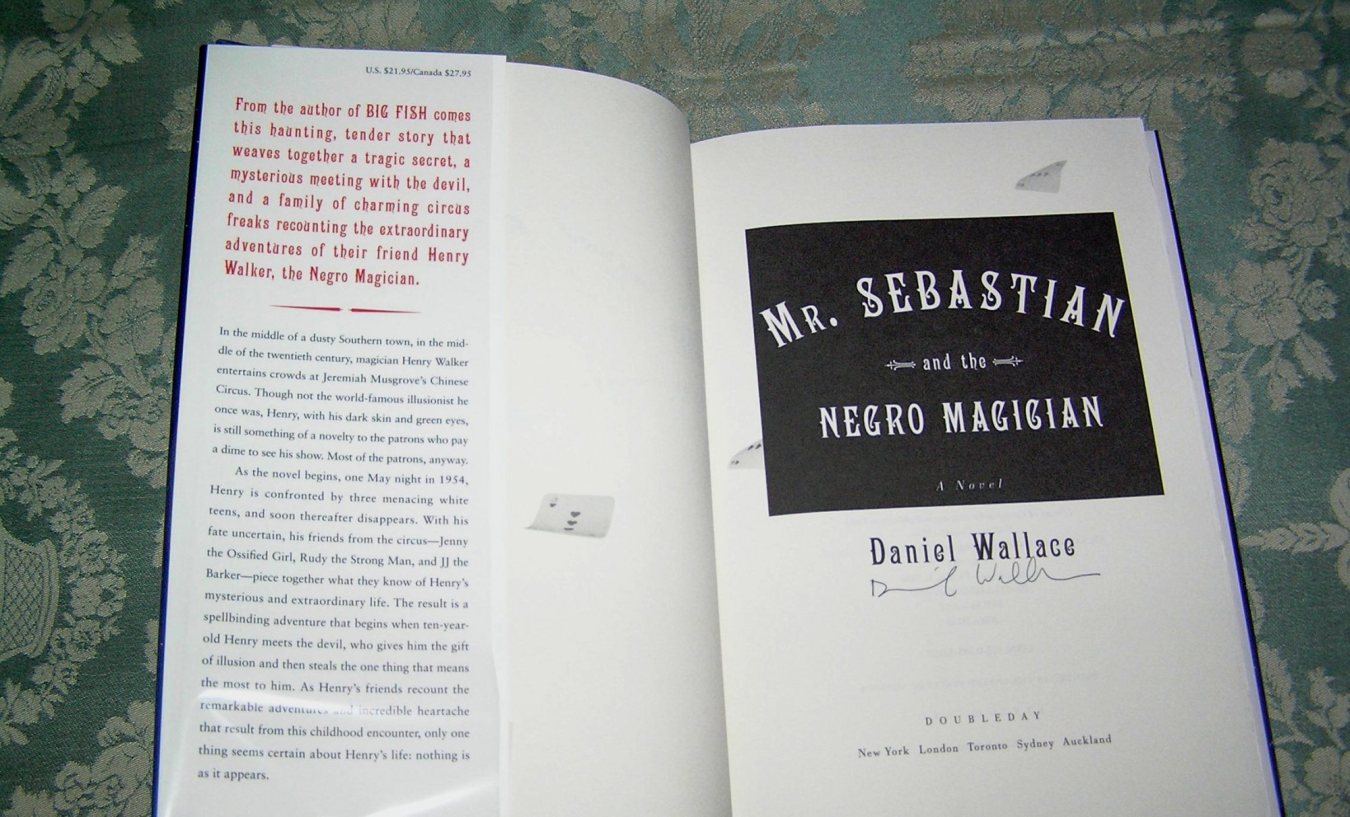 U.S. $21.95/Canada $27.95
From the author of BIG FISH comes
this haunting, tender story that
weaves together a tragic secret, a
mysterious meeting with the devil,
and a family of charming circus
freaks recounting the extraordinary
adventures of their friend Henry
Walker, the Negro Magician.
In the middle of a dusty Southern town, in the mid-
dle of the twentieth century, magician Henry Walker
entertains crowds at Jeremiah Musgrove's Chinese
Circus. Though not the world-famous illusionist he
once was, Henry, with his dark skin and green eyes,
is still something of a novelty to the patrons who pay
a dime to see his show. Most of the patrons, anyway.
As the novel begins, one May night in 1954,
Henry is confronted by three menacing white
teens, and soon thereafter disappears. With his
fate uncertain, his friends from the circus—Jenny
the Ossified Girl, Rudy the Strong Man, and JJ the
Barker—piece together what they know of Henry's
mysterious and extraordinary life. The result is a
spellbinding adventure that begins when ten-year-
old Henry meets the devil, who gives him the gift
of illusion and then steals the one thing that means
the most to him. As Henry's friends recount the
remarkable adventures and incredible heartache
that result from this childhood encounter, only one
thing seems certain about Henry's life: nothing is
as it appears.
MR. SEBASTIAN
and the
NEGRO MAGICIAN
A Novel
Daniel Wallace
DOUBLEDAY
New York London Toronto Sydney Auckland